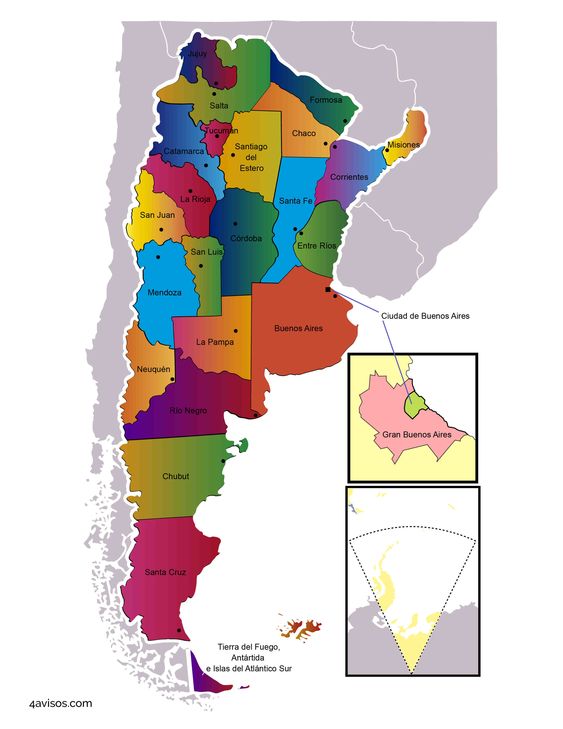 Jujuy
Formosa
Salta
Tucumán
Chaco
Misiones
Catamarca
Santiago
del
Estero
Corrientes
La Rioja
Santa Fe
San Juan
Córdoba
Entre Ríos
San Luis
Mendoza
Ciudad de Buenos Aires
Buenos Aires
La Pampa
Neuquén
Río Negro
Gran Buenos Aires
Chubut
Santa Cruz
Tierra del Fuego,
Antártida
e Islas del Atlántico Sur
4avisos.com